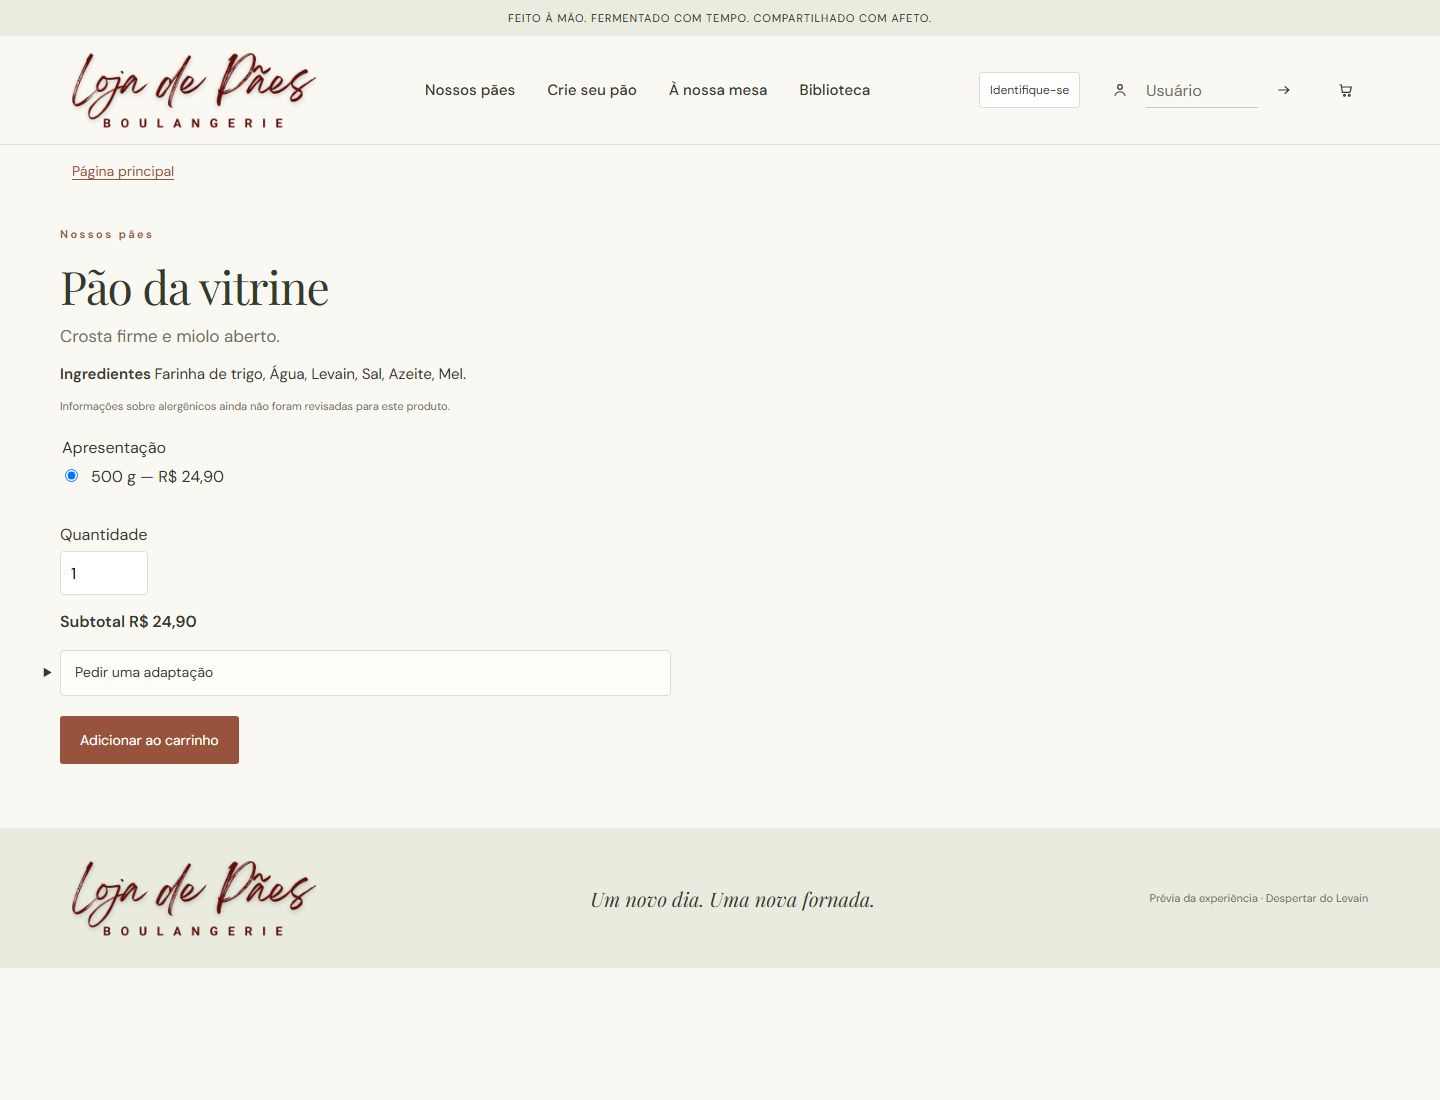 FEITO À MÃO. FERMENTADO COM TEMPO. COMPARTILHADO COM AFETO.
Loja de Pães
BOULANGERIE
Nossos pães
Crie seu pão
À nossa mesa
Biblioteca
Identifique-se
Usuário
Página principal
Nossos pães
Pão da vitrine
Crosta firme e miolo aberto.
Ingredientes Farinha de trigo, Água, Levain, Sal, Azeite, Mel.
Informações sobre alergênicos ainda não foram revisadas para este produto.
Apresentação
500 g — R$ 24,90
Quantidade
1
Subtotal R$ 24,90
Pedir uma adaptação
Adicionar ao carrinho
Loja de Pães
BOULANGERIE
Um novo dia. Uma nova fornada.
Prévia da experiência · Despertar do Levain